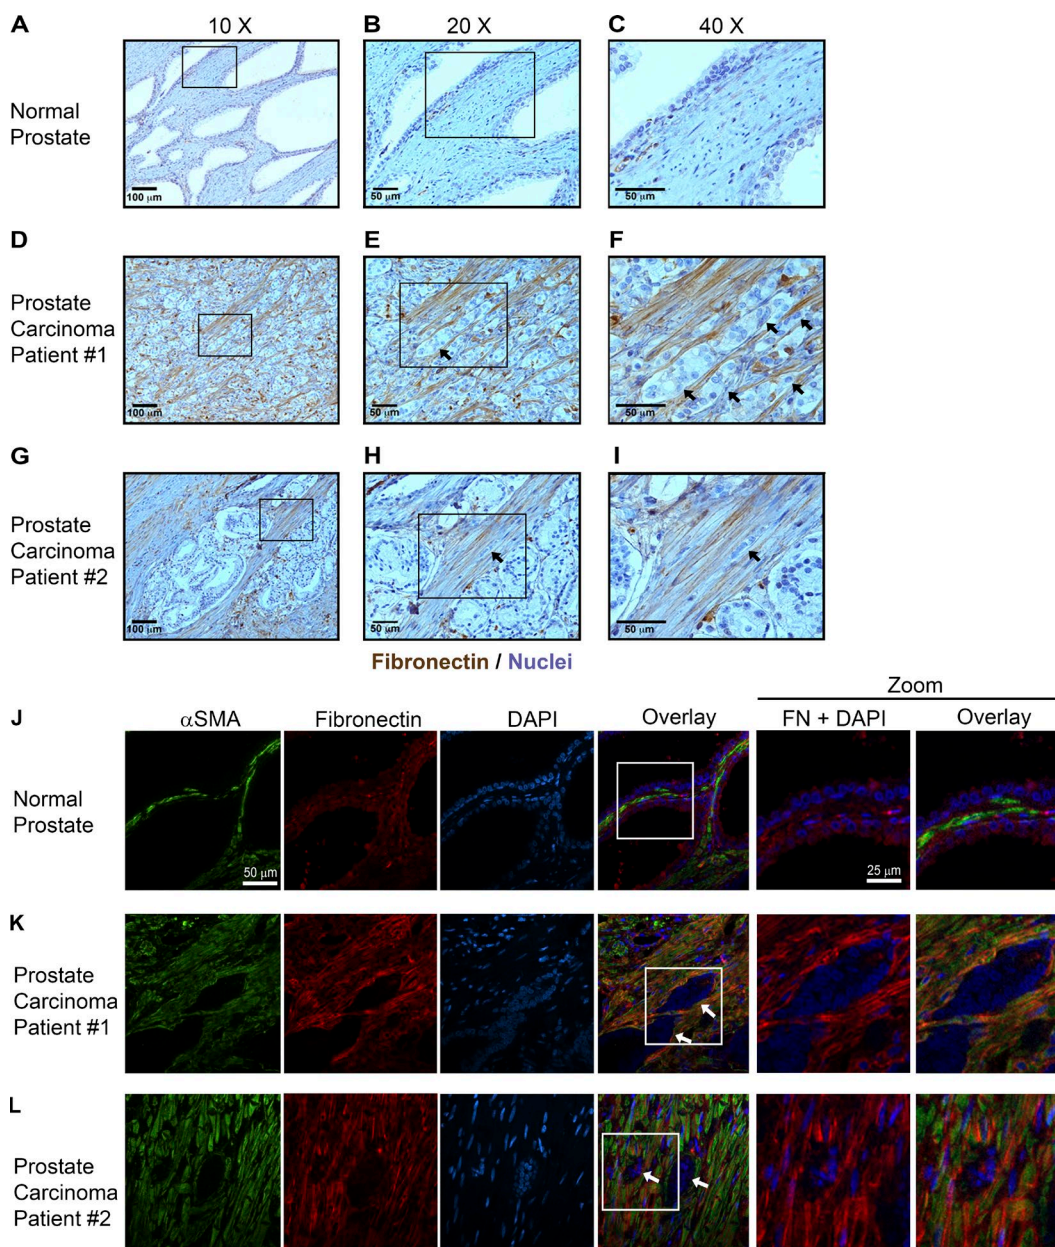 A
10 X
B
20 X
C
40 X
Normal
Prostate
100 μm
50 μm
50 μm
D
E
F
Prostate
Carcinoma
Patient #1
100 μm
50 μm
50 μm
G
H
I
Prostate
Carcinoma
Patient #2
100 μm
50 μm
50 μm
Fibronectin / Nuclei
Zoom
J
αSMA
Fibronectin
DAPI
Overlay
FN + DAPI
Overlay
Normal
Prostate
50 μm
25 μm
K
Prostate
Carcinoma
Patient #1
L
Prostate
Carcinoma
Patient #2